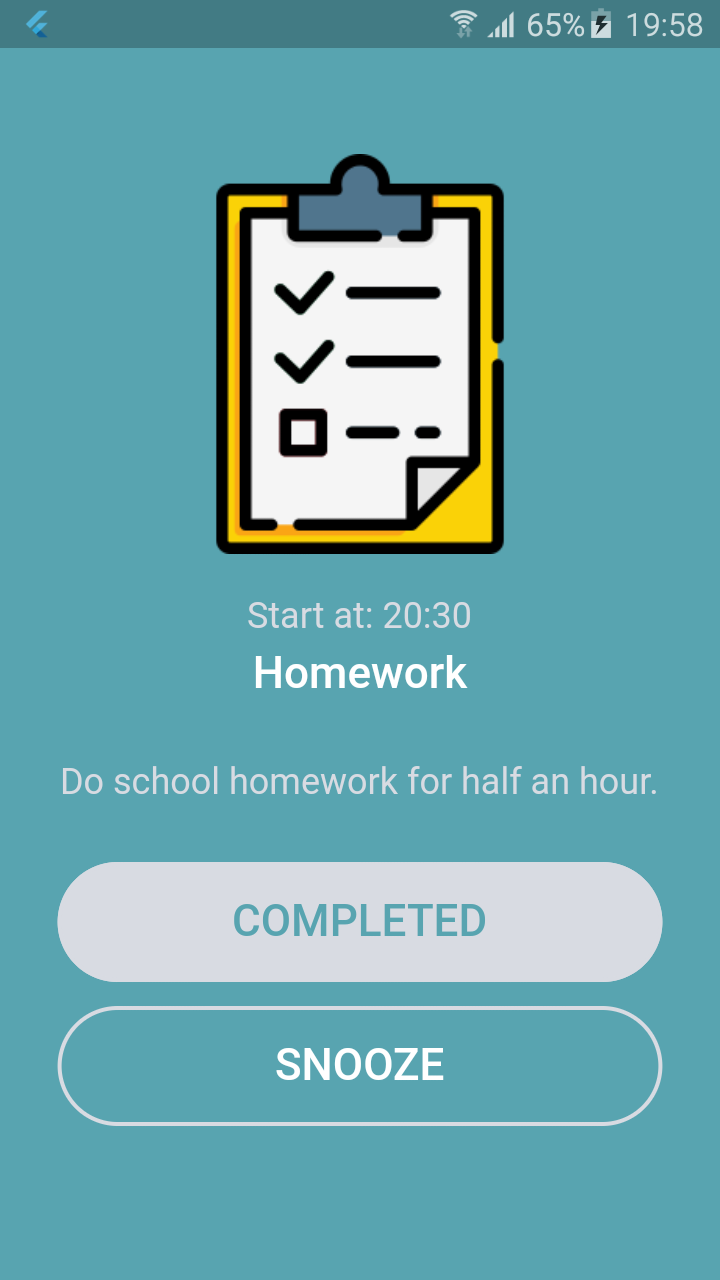 65% 19:58
Start at: 20:30
Homework
Do school homework for half an hour.
COMPLETED
SNOOZE